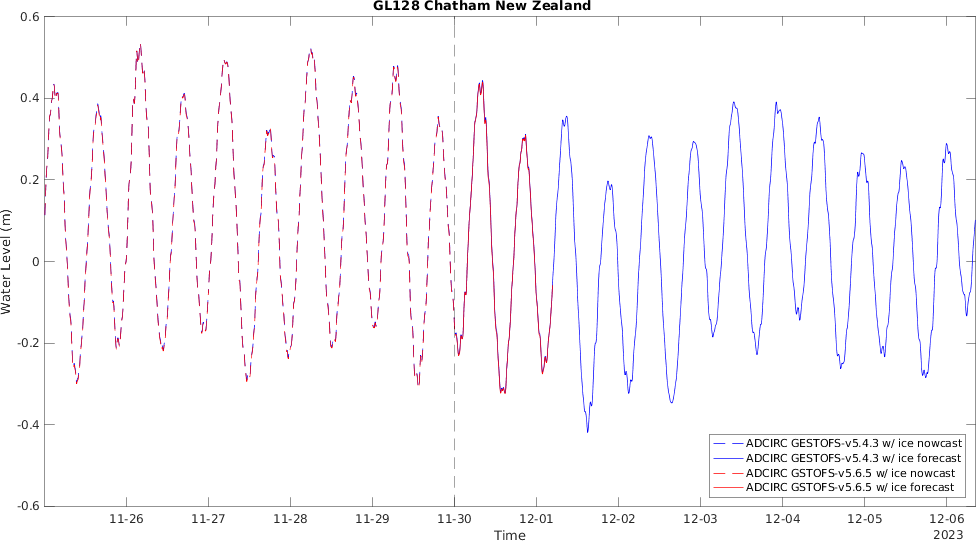 GL128 Chatham New Zealand
0.6
0.4
0.2
0
-0.2
-0.4
-0.6
Water Level (m)
ADCIRC GESTOFS-v5.4.3 w/ ice nowcast
ADCIRC GESTOFS-v5.4.3 w/ ice forecast
ADCIRC GSTOFS-v5.6.5 w/ ice nowcast
ADCIRC GSTOFS-v5.6.5 w/ ice forecast
11-26 11-27 11-28 11-29 11-30 12-01 12-02 12-03 12-04 12-05 12-06
Time 2023